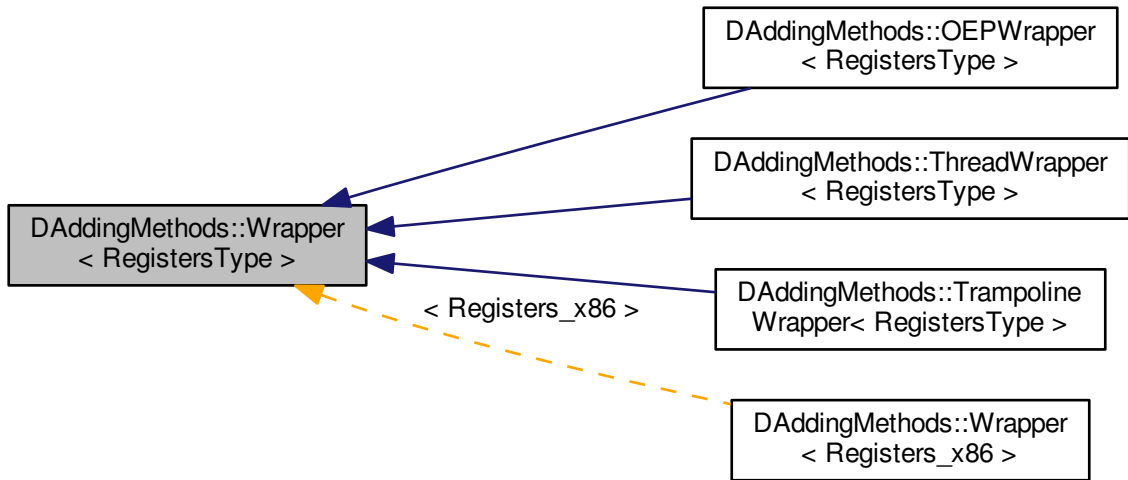 DAddingMethods::OEPWrapper
< RegistersType >
DAddingMethods::ThreadWrapper
< RegistersType >
DAddingMethods::Wrapper
< RegistersType >
DAddingMethods::Trampoline
Wrapper< RegistersType >
< Registers_x86 >
DAddingMethods::Wrapper
< Registers_x86 >